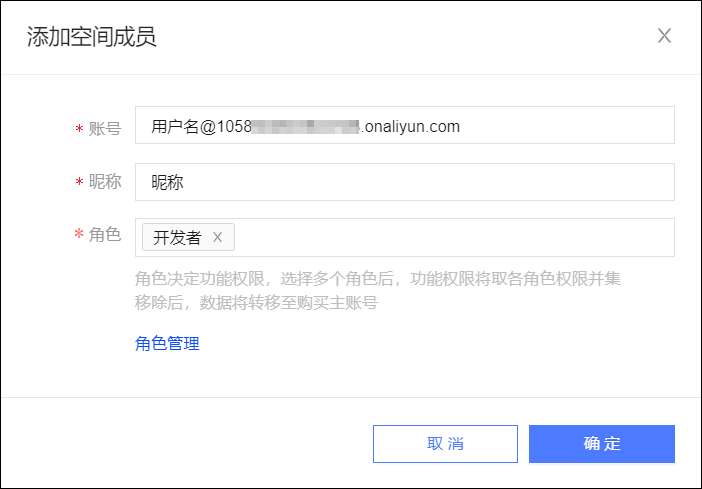 添加空间成员
* 账号
用户名@1058 .onaliyun.com
* 昵称
昵称
* 角色
开发者 X
角色决定功能权限，选择多个角色后，功能权限将取各角色权限并集
移除后，数据将转移至购买主账号
角色管理
取消
确定